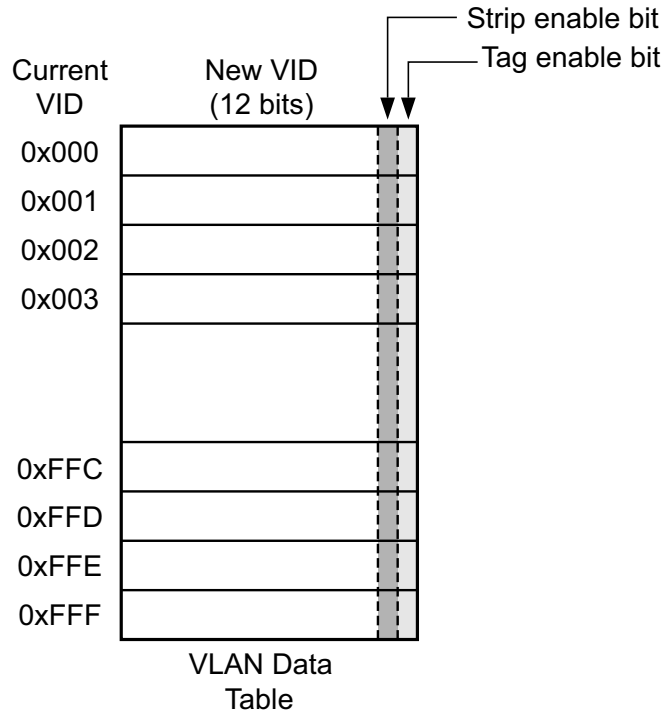 Strip enable bit
Tag enable bit
Current
VID
New VID
(12 bits)
0x000
0x001
0x002
0x003
0xFFC
0xFFD
0xFFE
0xFFF
VLAN Data
Table